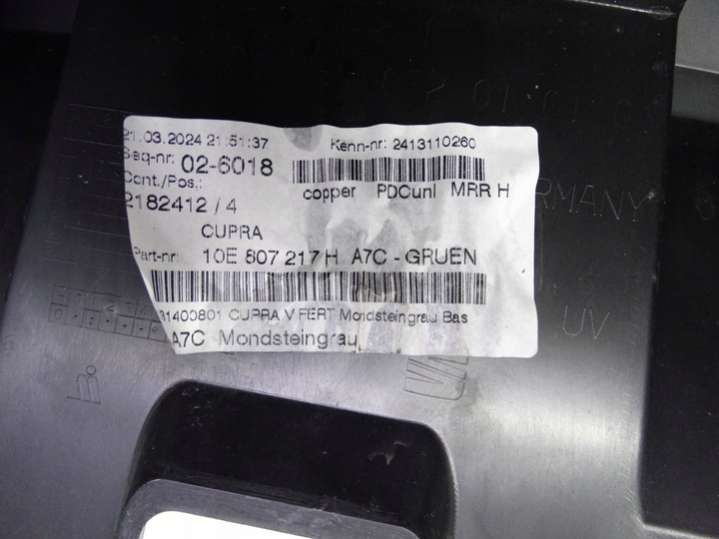 21.03.2024 21:51:37 Kenn-nr: 2413110260
Seq-nr: 02-6018
Cont./Pos.: copper PDCunl MRR H
2182412 / 4
CUPRA
Part-nr: 10E 807 217 H A7C - GRUEN
31400801 CUPRA V FERT Mondsteingrau Bas
A7C - Mondsteingrau
GERMANY
UV